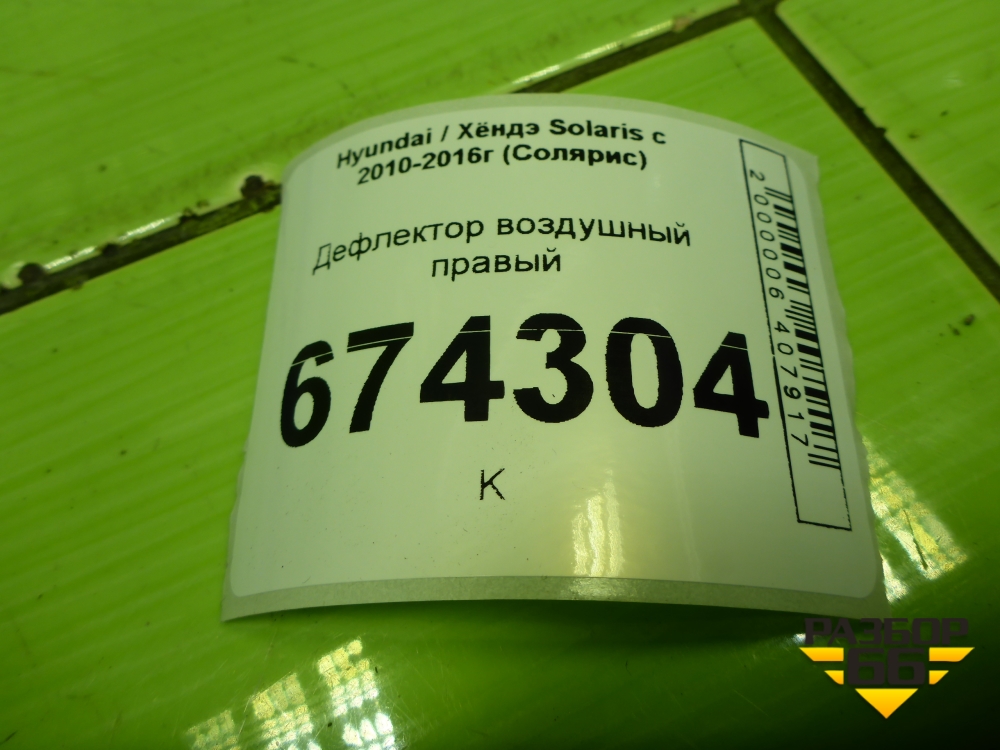 Hyundai / Хёндэ Solaris с
2010-2016г (Солярис)
Дефлектор воздушный
правый
674304
К
2000006407917
РАЗБОР
66